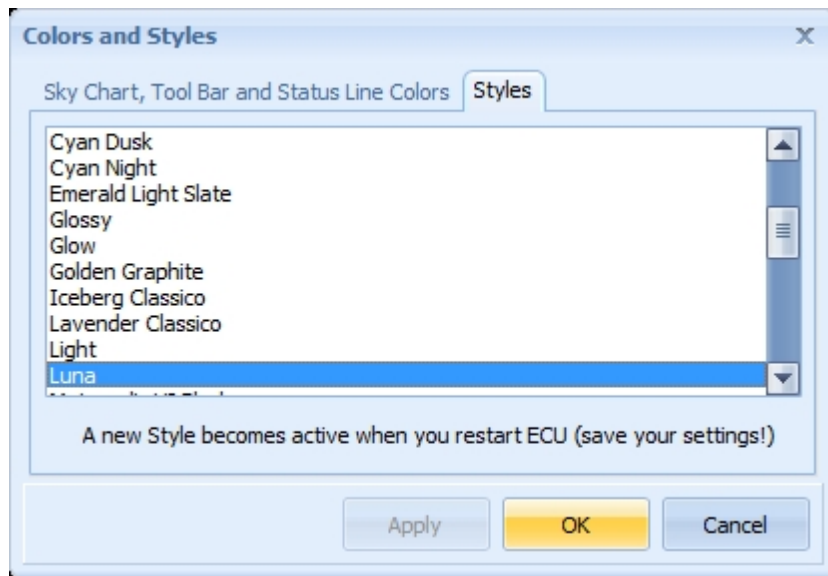 Colors and Styles
Sky Chart, Tool Bar and Status Line Colors
Styles
Cyan Dusk
Cyan Night
Emerald Light Slate
Glossy
Glow
Golden Graphite
Iceberg Classico
Lavender Classico
Light
Luna
A new Style becomes active when you restart ECU (save your settings!)
Apply
OK
Cancel